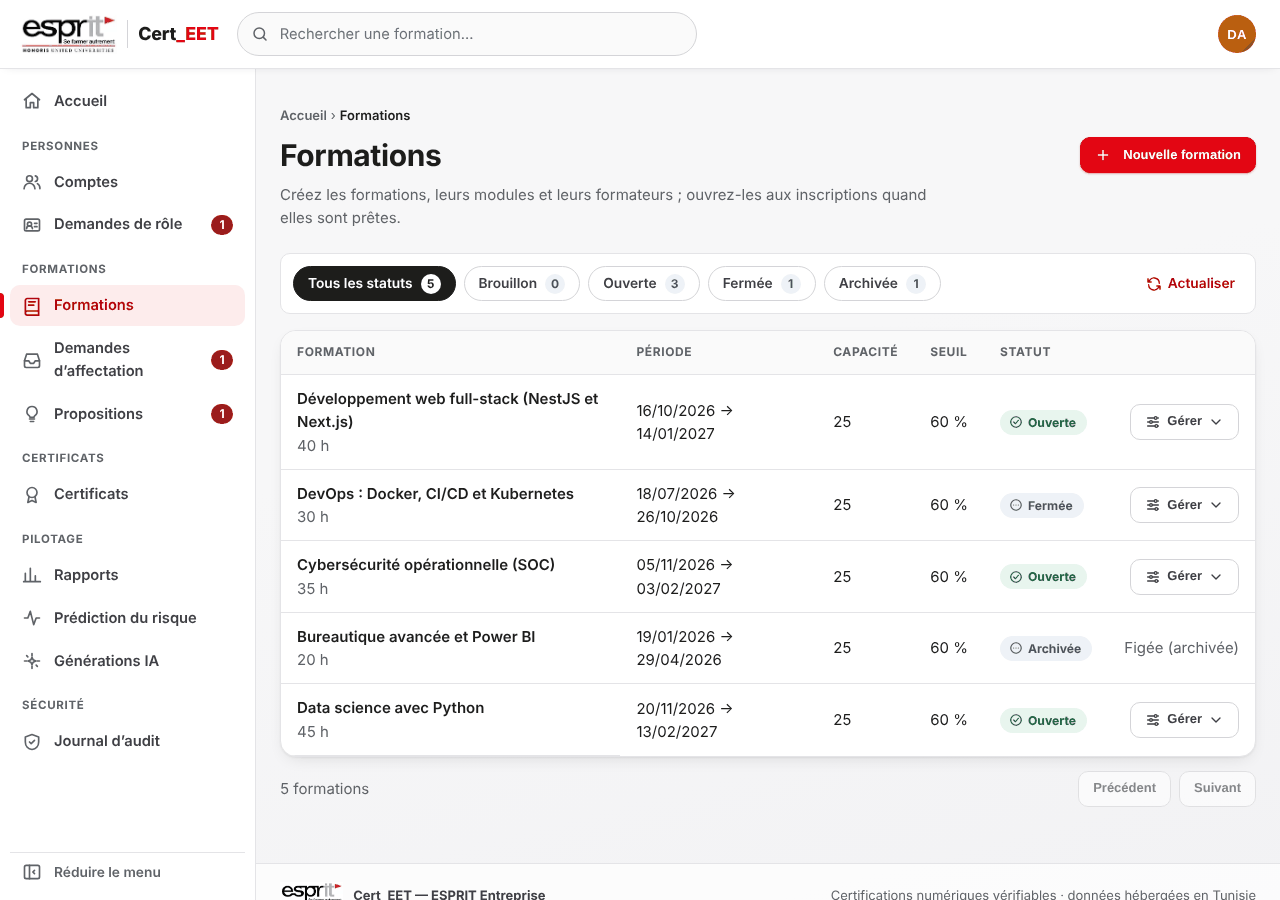 esprit
Se former autrement
HONORIS UNITED UNIVERSITIES
Cert_EET
Rechercher une formation...
DA
Accueil
PERSONNES
Comptes
Demandes de rôle 1
FORMATIONS
Formations
Demandes
d’affectation
1
Propositions 1
CERTIFICATS
Certificats
PILOTAGE
Rapports
Prédiction du risque
Générations IA
SÉCURITÉ
Journal d’audit
Réduire le menu
Accueil › Formations
Formations
Nouvelle formation
Créez les formations, leurs modules et leurs formateurs ; ouvrez-les aux inscriptions quand
elles sont prêtes.
Tous les statuts 5 Brouillon 0 Ouverte 3 Fermée 1 Archivée 1 Actualiser
FORMATION PÉRIODE CAPACITÉ SEUIL STATUT
Développement web full-stack (NestJS et
Next.js)
40 h
16/10/2026 →
14/01/2027
25 60 % Ouverte Gérer
DevOps : Docker, CI/CD et Kubernetes
30 h
18/07/2026 →
26/10/2026
25 60 % Fermée Gérer
Cybersécurité opérationnelle (SOC)
35 h
05/11/2026 →
03/02/2027
25 60 % Ouverte Gérer
Bureautique avancée et Power BI
20 h
19/01/2026 →
29/04/2026
25 60 % Archivée Figée (archivée)
Data science avec Python
45 h
20/11/2026 →
13/02/2027
25 60 % Ouverte Gérer
5 formations Précédent Suivant
esprit
Cert_EET — ESPRIT Entreprise
Certifications numériques vérifiables · données hébergées en Tunisie